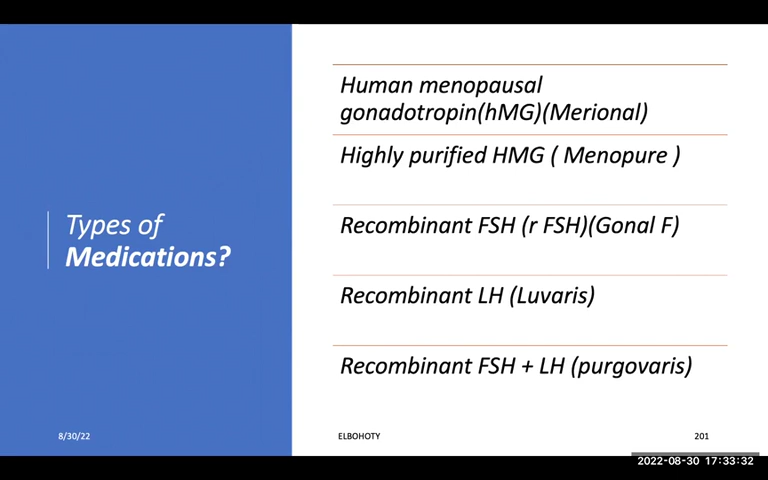 Types of
Medications?
Human menopausal
gonadotropin(hMG)(Merional)
Highly purified HMG ( Menopure )
Recombinant FSH (r FSH)(Gonal F)
Recombinant LH (Luvaris)
Recombinant FSH + LH (purgovaris)
8/30/22
ELBOHOTY
201
2022-08-30 17:33:32